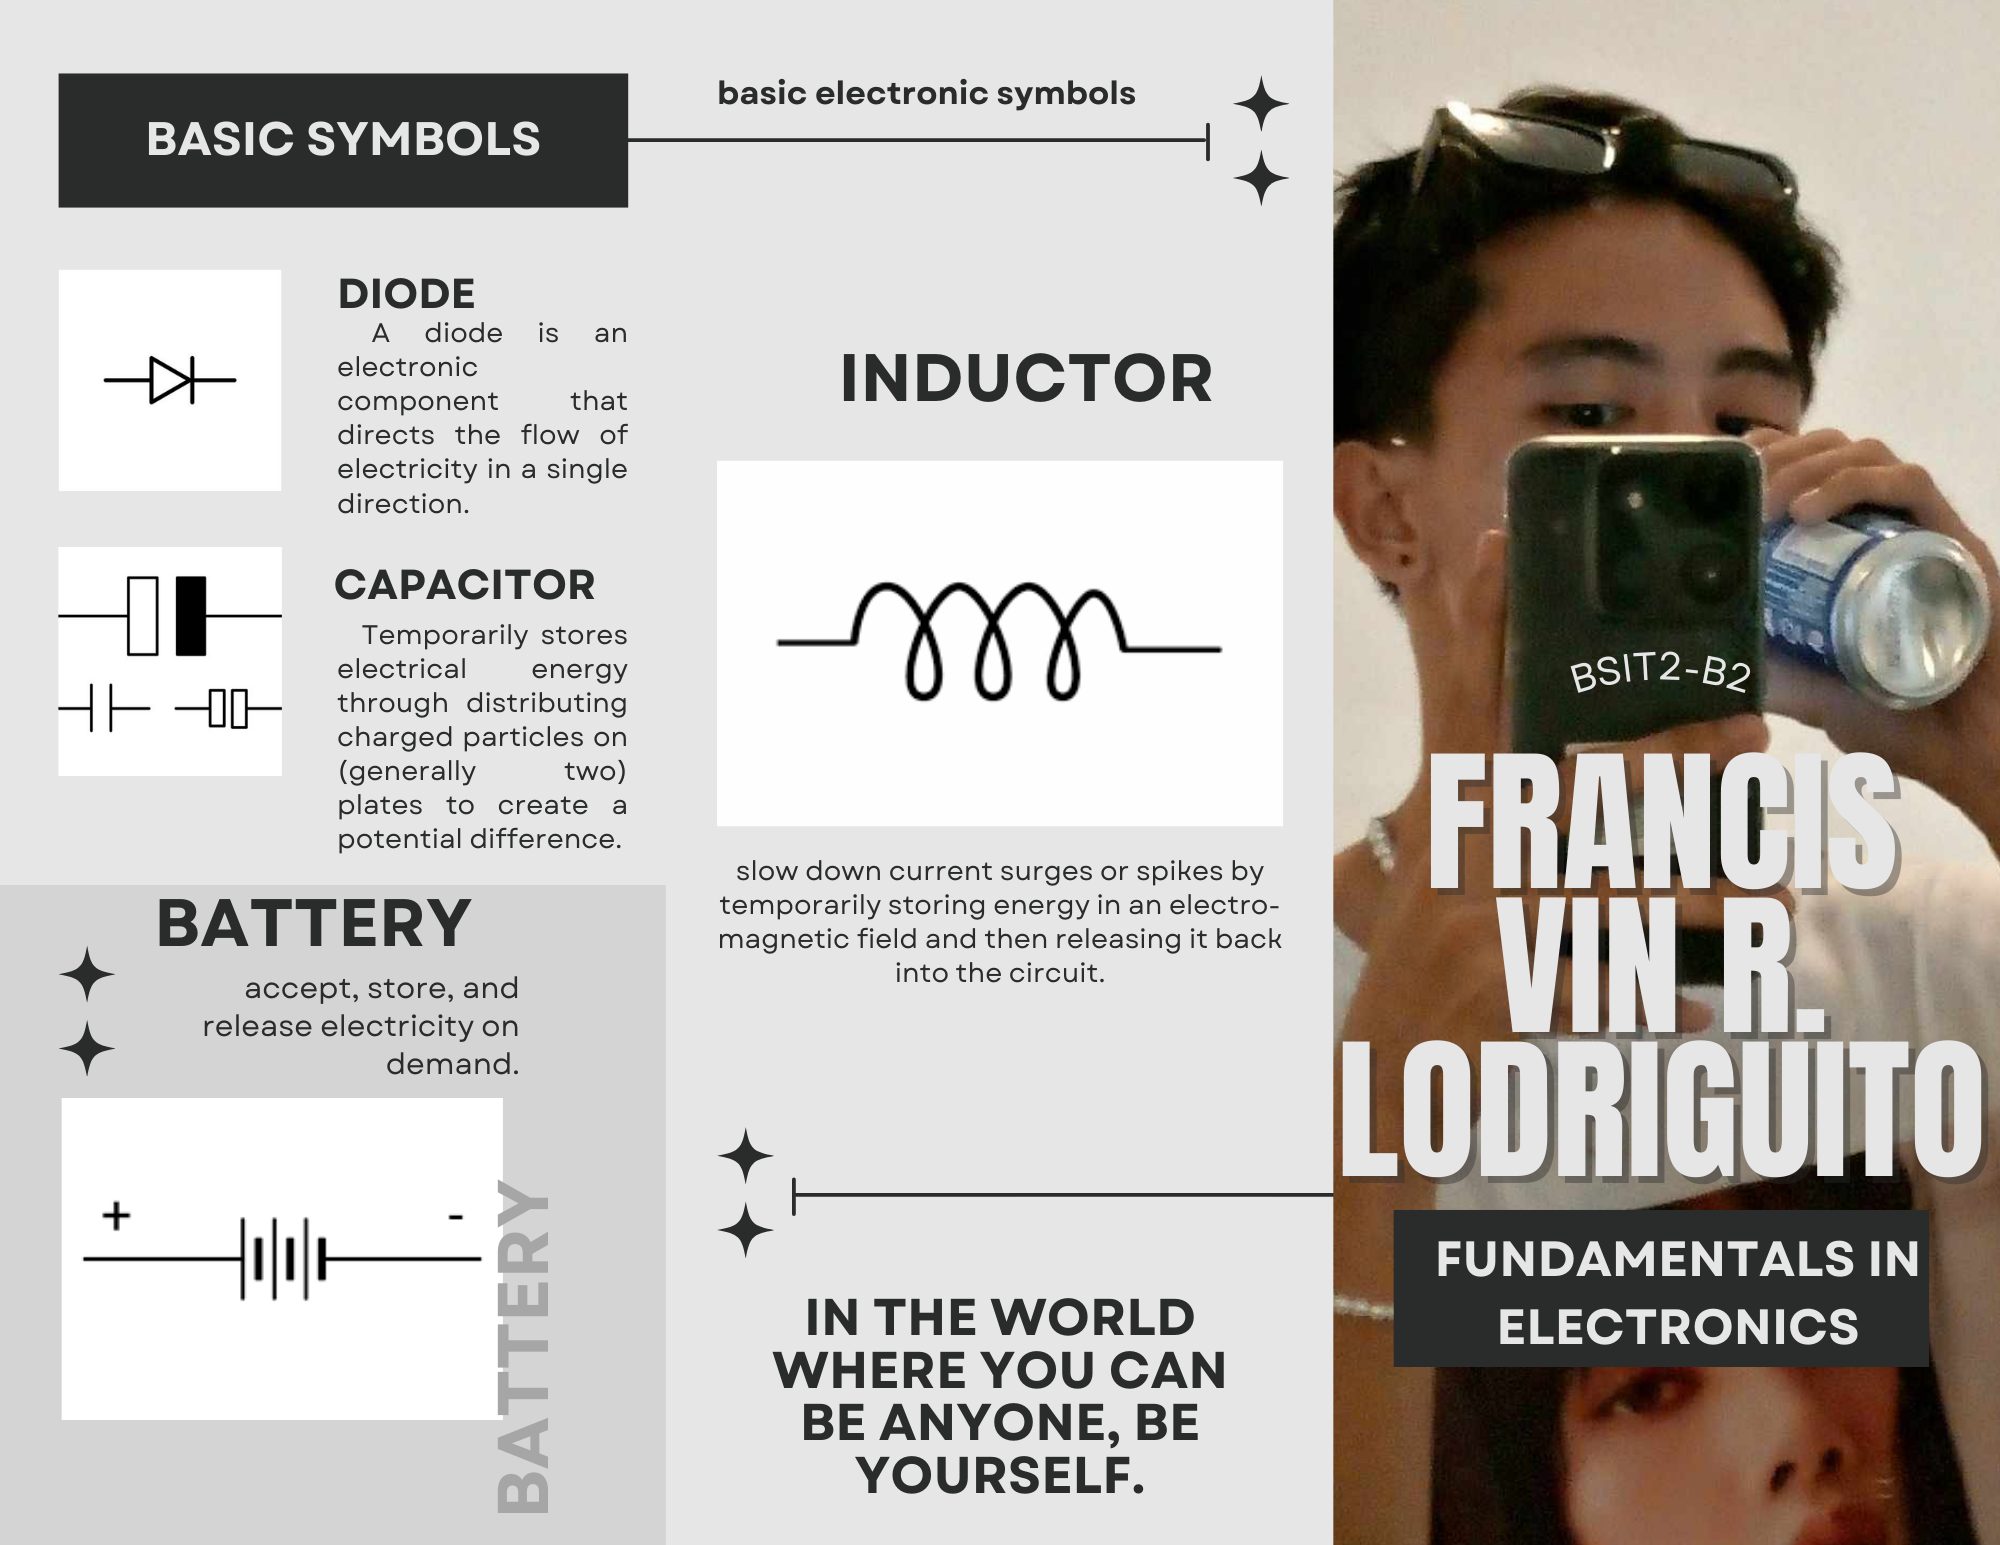 BASIC SYMBOLS
basic electronic symbols
DIODE
A diode is an
electronic
component that
directs the flow of
electricity in a single
direction.
CAPACITOR
Temporarily stores
electrical energy
through distributing
charged particles on
(generally two)
plates to create a
potential difference.
BATTERY
accept, store, and
release electricity on
demand.
+ -
BATTERY
INDUCTOR
slow down current surges or spikes by
temporarily storing energy in an electro-
magnetic field and then releasing it back
into the circuit.
IN THE WORLD
WHERE YOU CAN
BE ANYONE, BE
YOURSELF.
BSIT2-B2
FRANCIS
VIN R.
LODRIGUITO
FUNDAMENTALS IN
ELECTRONICS